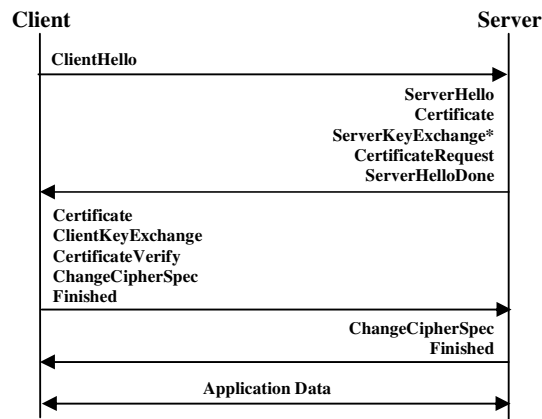 Client Server
ClientHello
ServerHello
Certificate
ServerKeyExchange*
CertificateRequest
ServerHelloDone
Certificate
ClientKeyExchange
CertificateVerify
ChangeCipherSpec
Finished
ChangeCipherSpec
Finished
Application Data